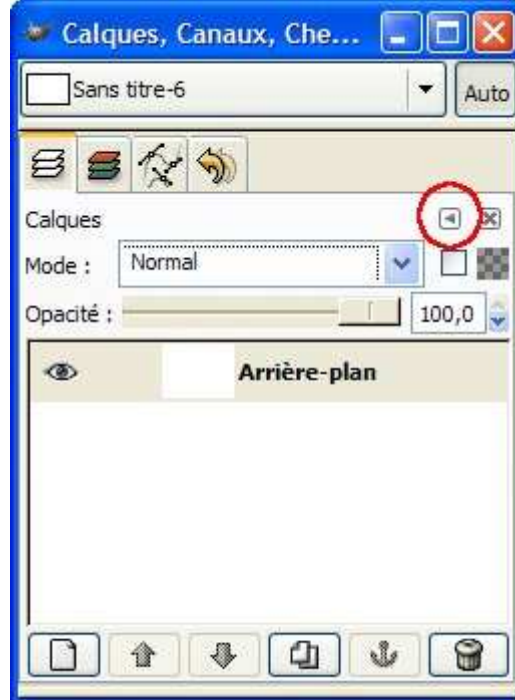 Calques, Canaux, Che...
Sans titre-6
Auto
Calques
Mode : Normal
Opacité : 100,0
Arrière-plan